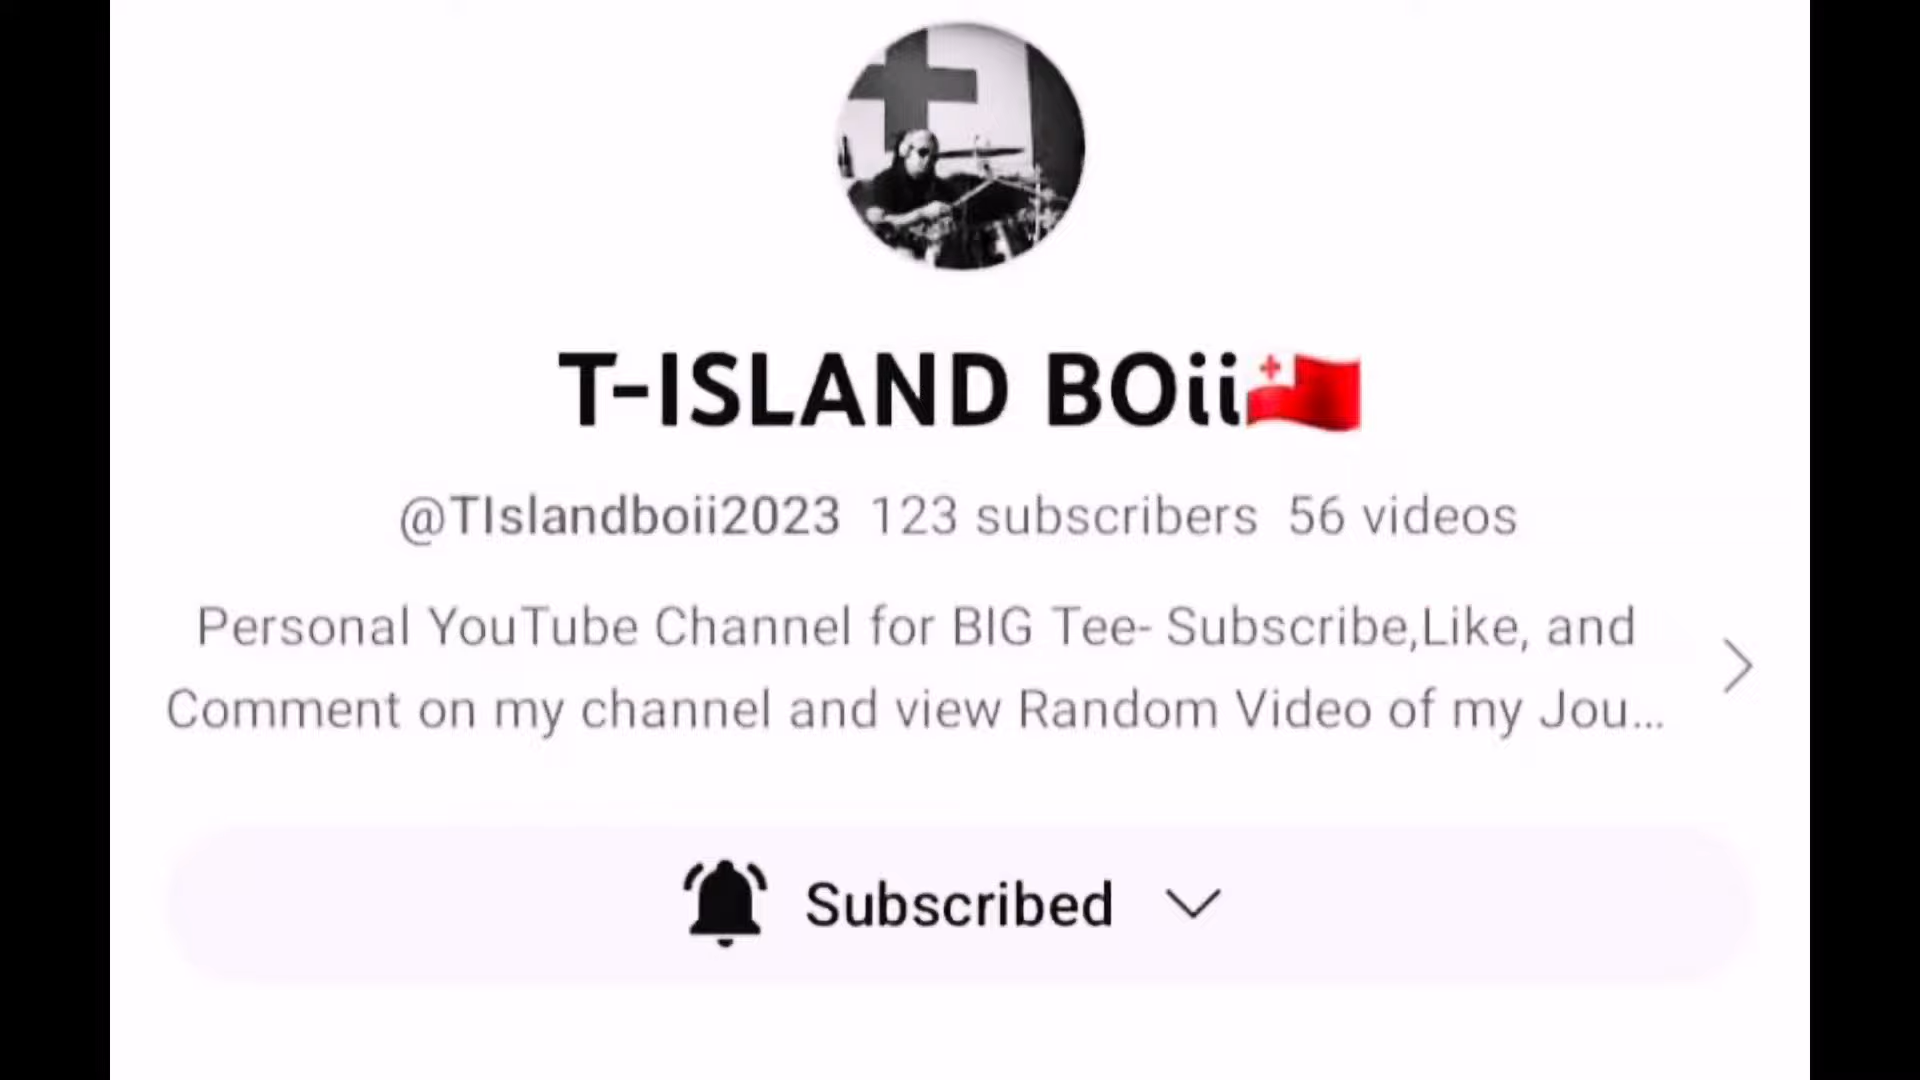 T-ISLAND BOii🇹🇴
@TIslandboii2023 123 subscribers 56 videos
Personal YouTube Channel for BIG Tee- Subscribe,Like, and
Comment on my channel and view Random Video of my Jou...
Subscribed